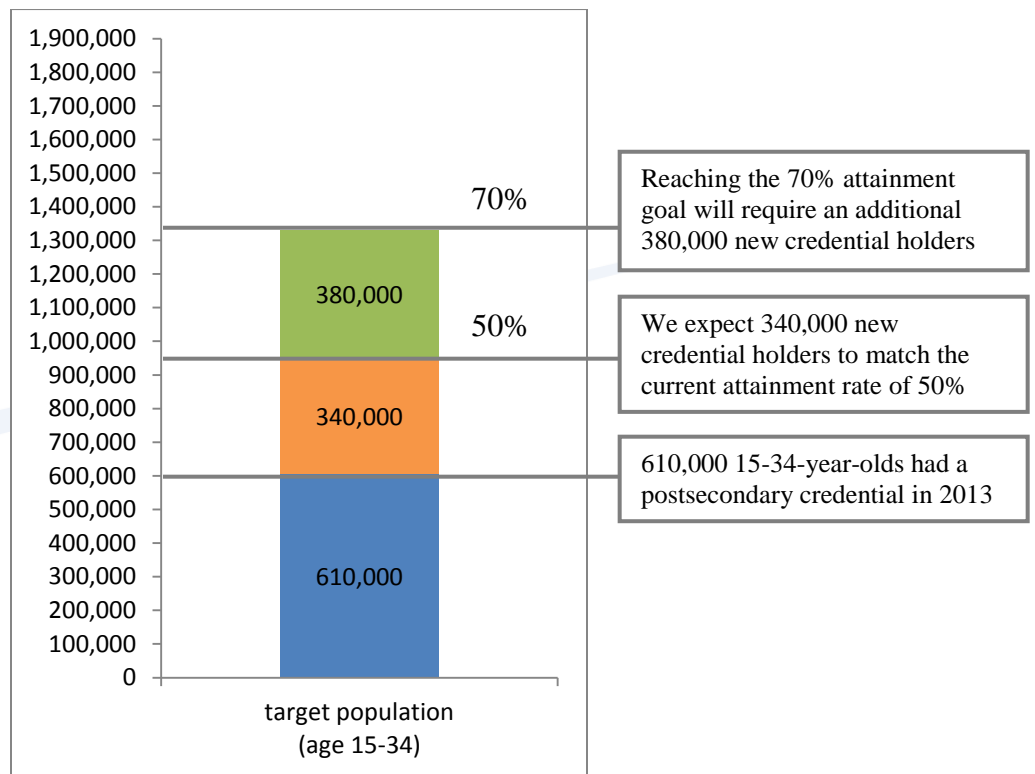 1,900,000
1,800,000
1,700,000
1,600,000
1,500,000
1,400,000
1,300,000
1,200,000
1,100,000
1,000,000
900,000
800,000
700,000
600,000
500,000
400,000
300,000
200,000
100,000
0
70%
50%
380,000
340,000
610,000
target population
(age 15-34)
Reaching the 70% attainment
goal will require an additional
380,000 new credential holders
We expect 340,000 new
credential holders to match the
current attainment rate of 50%
610,000 15-34-year-olds had a
postsecondary credential in 2013